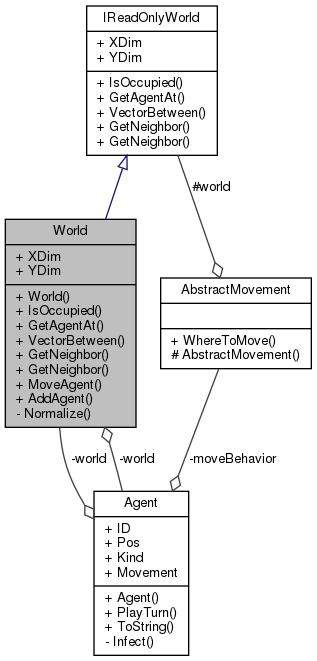 IReadOnlyWorld
+ XDim
+ YDim
+ IsOccupied()
+ GetAgentAt()
+ VectorBetween()
+ GetNeighbor()
+ GetNeighbor()
#world
World
+ XDim
+ YDim
+ World()
+ IsOccupied()
+ GetAgentAt()
+ VectorBetween()
+ GetNeighbor()
+ GetNeighbor()
+ MoveAgent()
+ AddAgent()
- Normalize()
AbstractMovement
+ WhereToMove()
# AbstractMovement()
-world
-world
-moveBehavior
Agent
+ ID
+ Pos
+ Kind
+ Movement
+ Agent()
+ PlayTurn()
+ ToString()
- Infect()